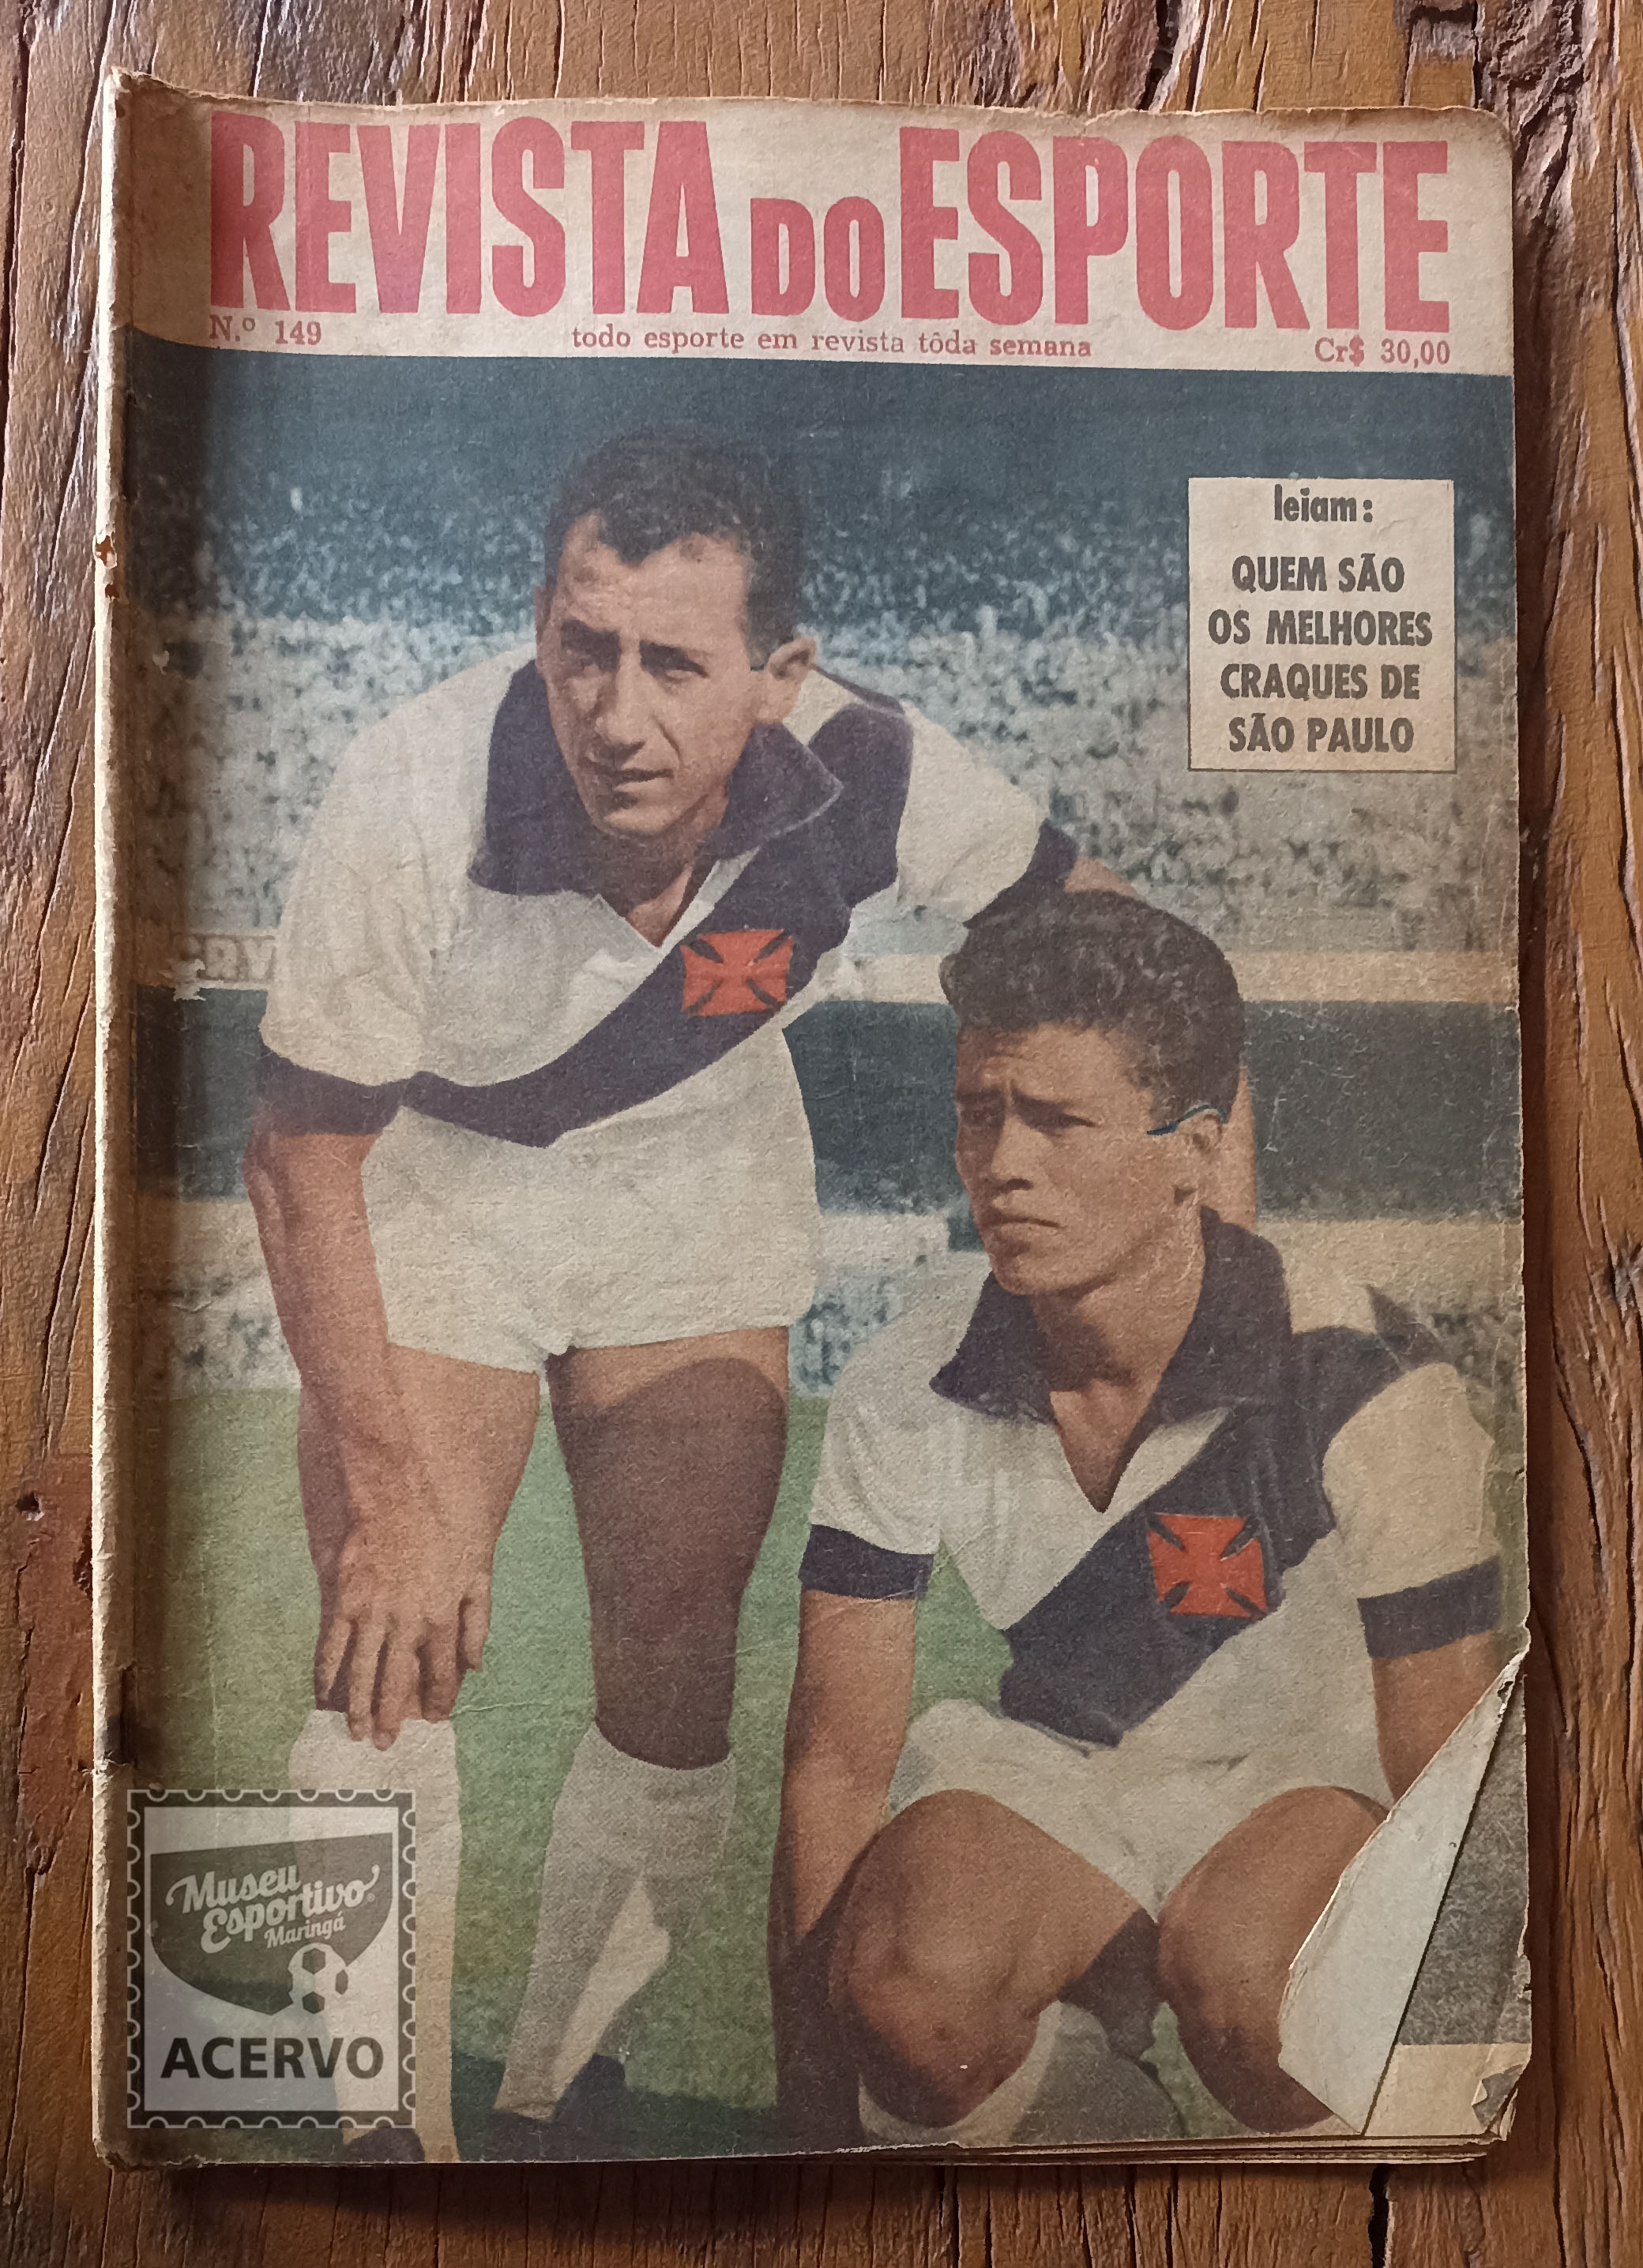 REVISTA DO ESPORTE
N.º 149
todo esporte em revista tôda semana
Cr$ 30,00
leiam:
QUEM SÃO
OS MELHORES
CRAQUES DE
SÃO PAULO
Museu
Esportivo
Maringá
ACERVO